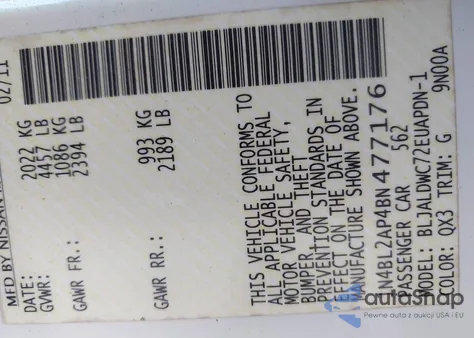 MFD BY NISSAN
DATE: 02/11
GVWR: 2022 KG
4457 LB
GAWR FR.: 1086 KG
2394 LB
GAWR RR.: 993 KG
2189 LB
THIS VEHICLE CONFORMS TO
ALL APPLICABLE FEDERAL
MOTOR VEHICLE SAFETY,
BUMPER, AND THEFT
PREVENTION STANDARDS IN
EFFECT ON THE DATE OF
MANUFACTURE SHOWN ABOVE.
1N4BL2AP4BN477176
PASSENGER CAR 562
MODEL: BLJALDWC72EUAPDN-1
COLOR: QX3 TRIM: G 9N00A
autosnap
Pewne auta z aukcji USA i EU